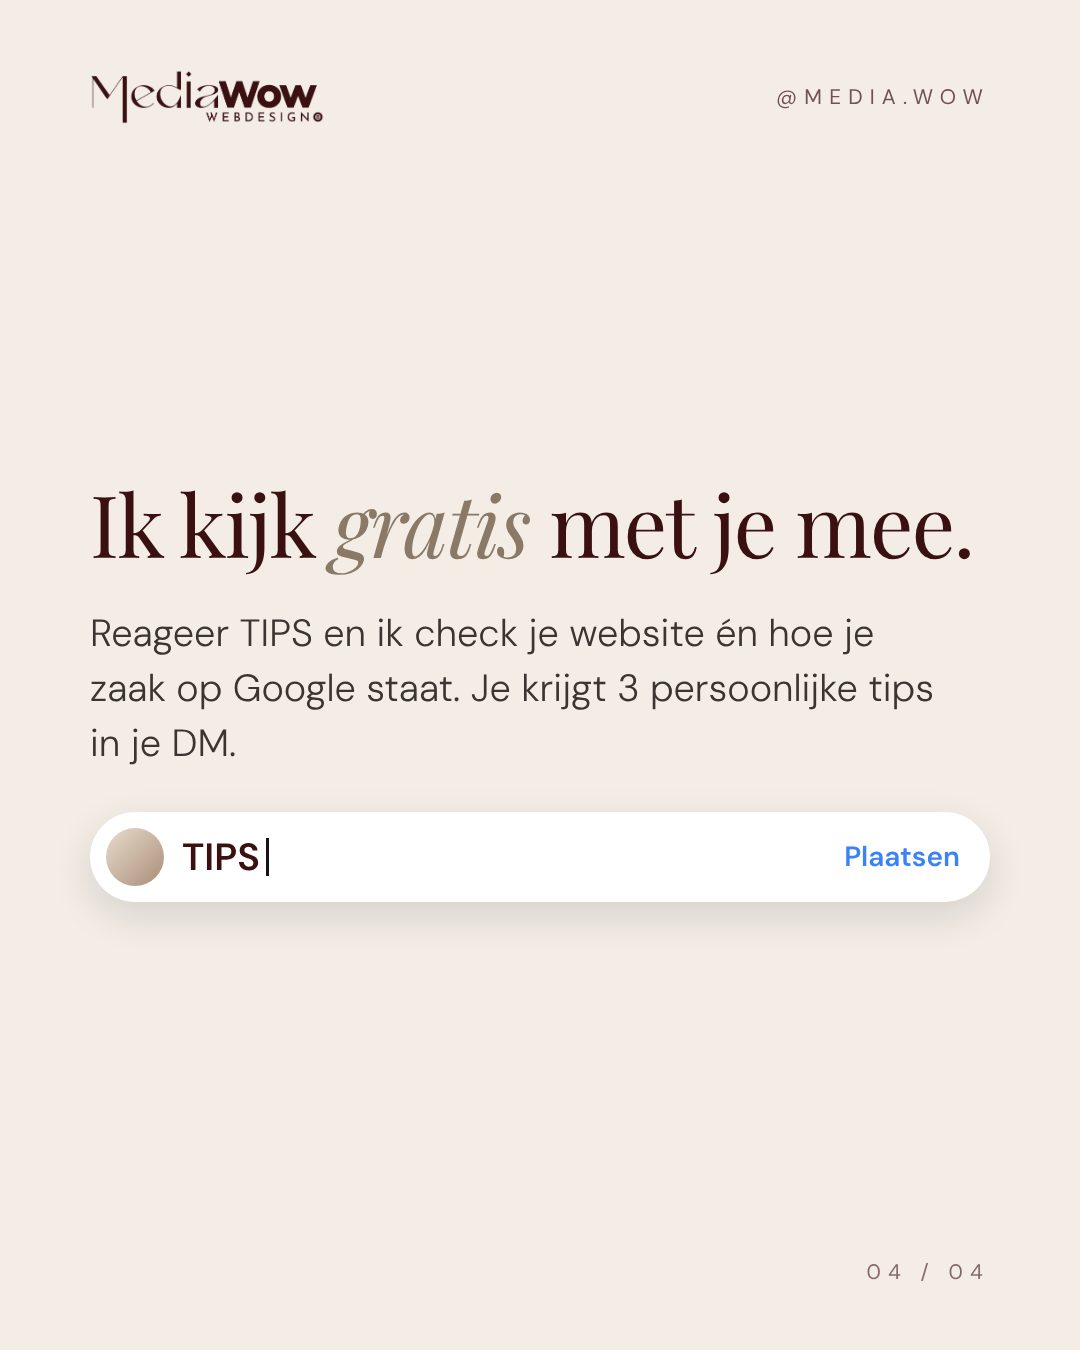 MediaWow
WEBDESIGN
@MEDIA.WOW
Ik kijk gratis met je mee.
Reageer TIPS en ik check je website én hoe je
zaak op Google staat. Je krijgt 3 persoonlijke tips
in je DM.
TIPS
Plaatsen
04 / 04